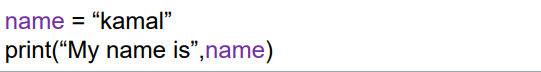 name = “kamal”
print(“My name is”,name)